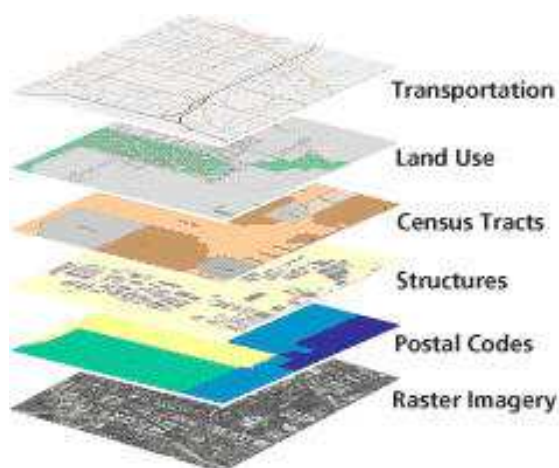 Transportation
Land Use
Census Tracts
Structures
Postal Codes
Raster Imagery